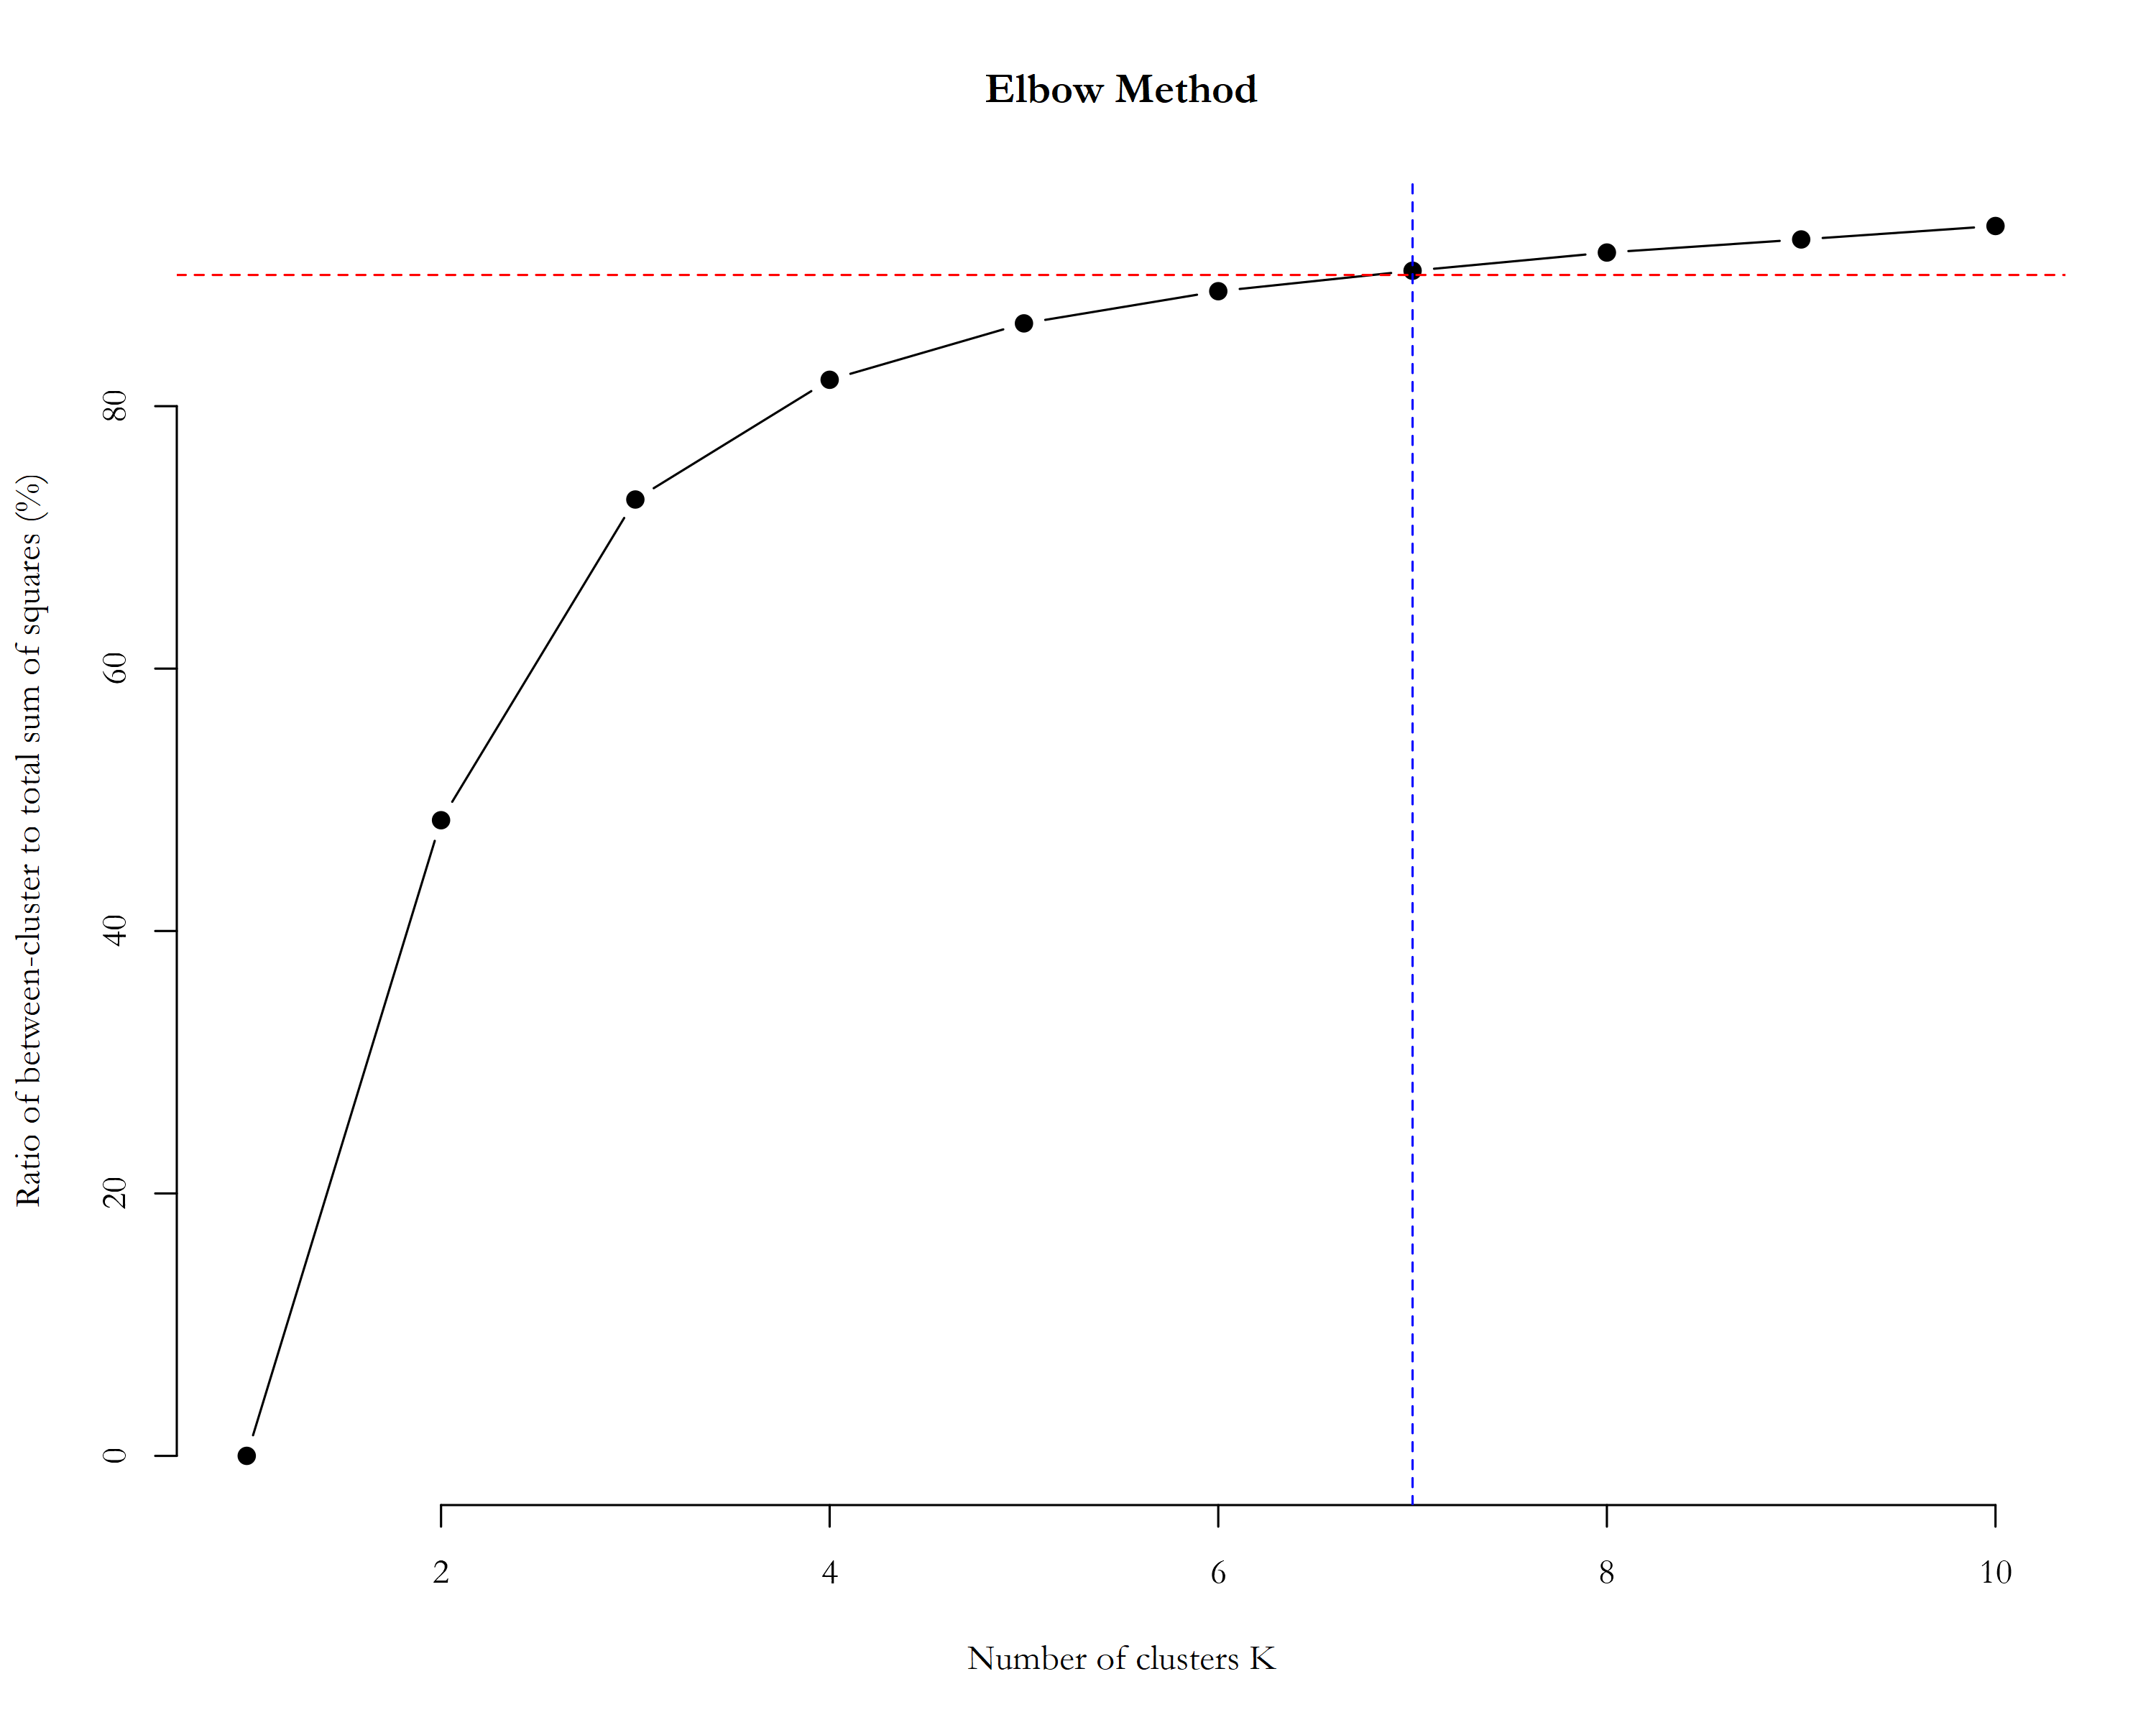 Elbow Method
Ratio of between-cluster to total sum of squares (%)
80
60
40
20
0
2 4 6 8 10
Number of clusters K